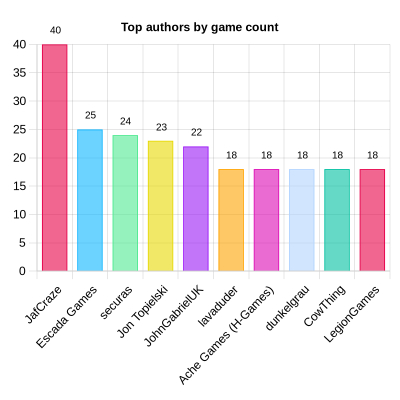 Top authors by game count
40
25
24
23
22
18
18
18
18
18
40
35
30
25
20
15
10
5
0
JafCraze
Escada Games
securas
Jon Topielski
JohnGabrielUK
lavaduder
Ache Games (H-Games)
dunkelgrau
CowThing
LegionGames